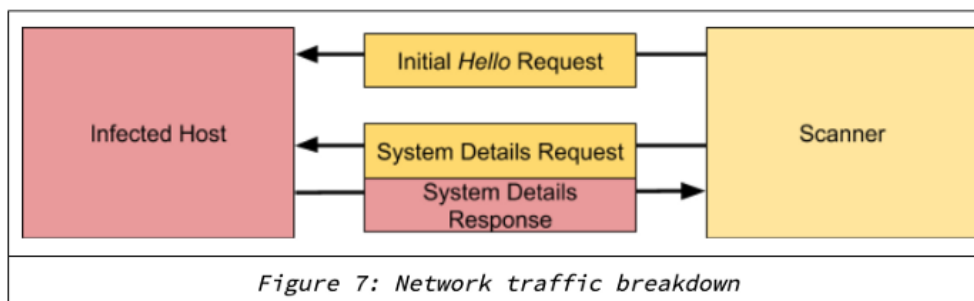 Initial Hello Request
Infected Host
Scanner
System Details Request
System Details
Response
Figure 7: Network traffic breakdown